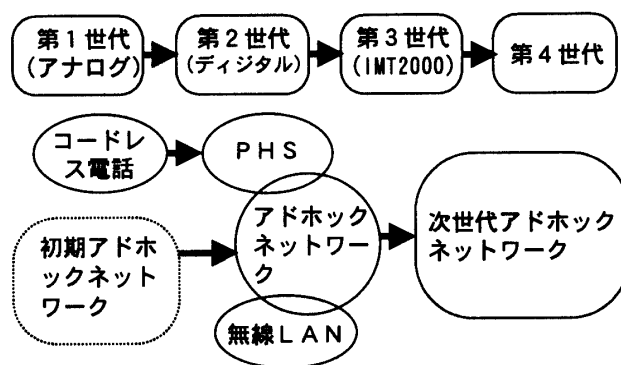 第１世代
(アナログ)
第２世代
(ディジタル)
第３世代
(IMT2000)
第４世代
コードレ
ス電話
ＰＨＳ
初期アドホ
ックネット
ワーク
アドホック
ネットワー
ク
次世代アドホック
ネットワーク
無線ＬＡＮ